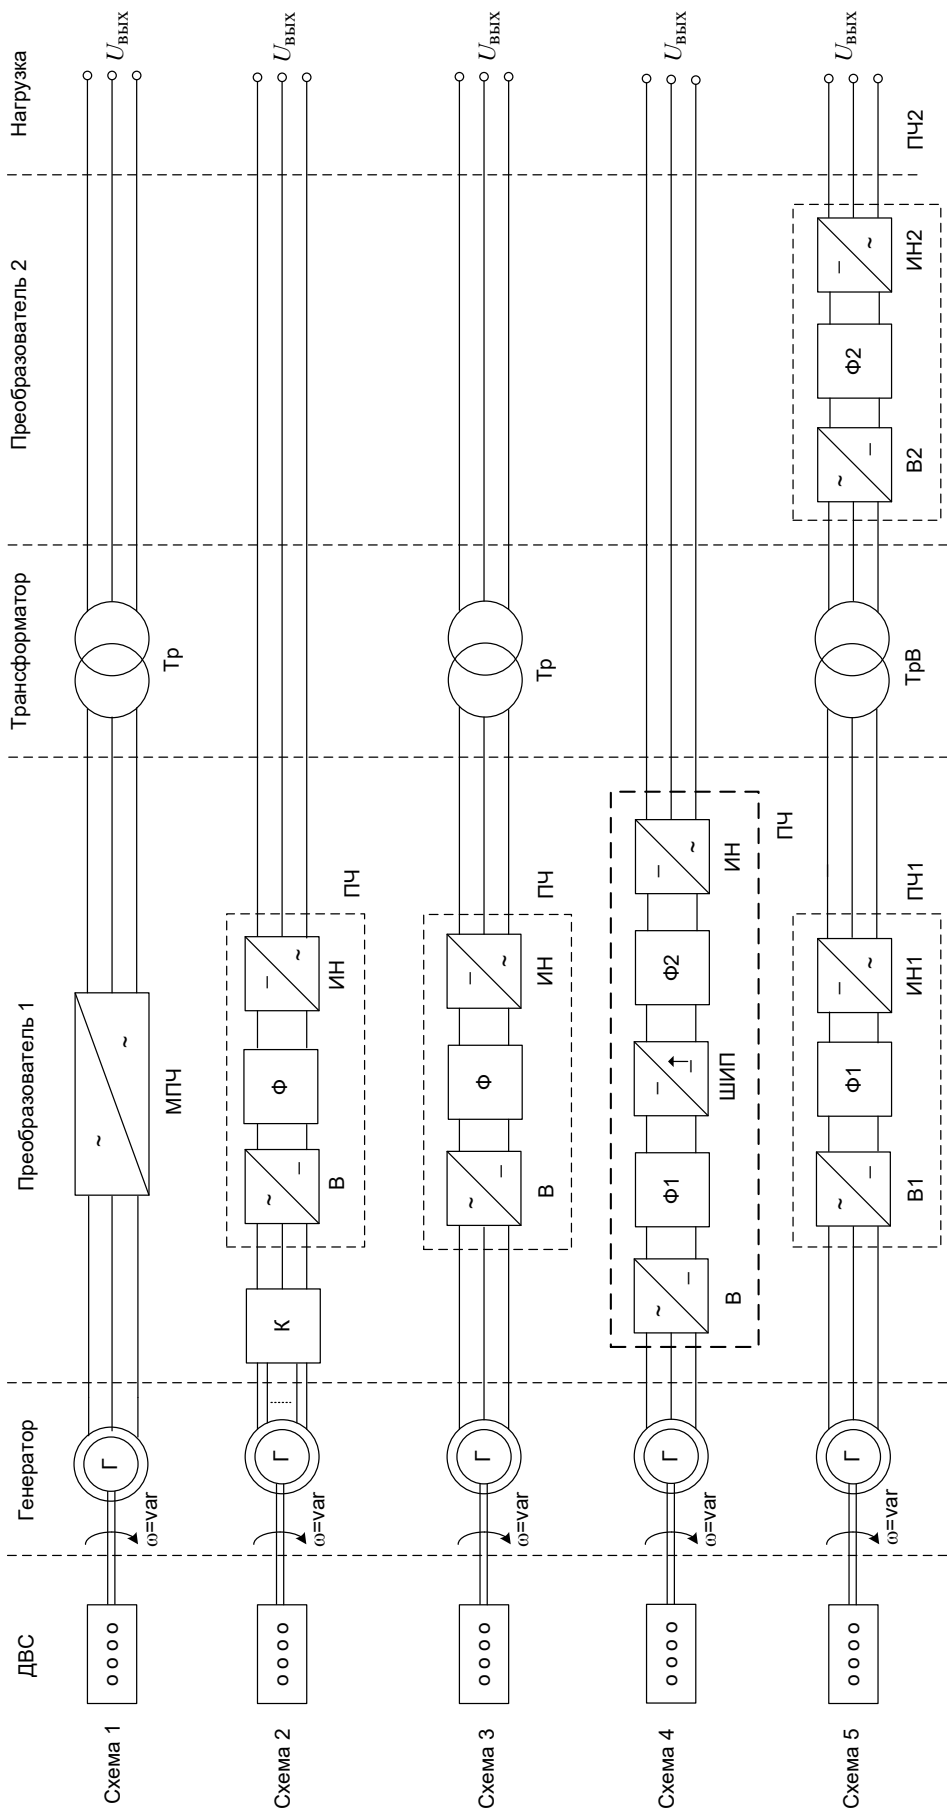 ДВС
Генератор
Преобразователь 1
Трансформатор
Преобразователь 2
Нагрузка
Схема 1
о о о о
ω=var
Г
~
~
МПЧ
Тр
Uвых
Схема 2
о о о о
ω=var
Г
К
~
–
В
Ф
–
~
ИН
ПЧ
Uвых
Схема 3
о о о о
ω=var
Г
~
–
В
Ф
–
~
ИН
ПЧ
Тр
Uвых
Схема 4
о о о о
ω=var
Г
~
–
В
Ф1
–
–
ШИП
Ф2
–
~
ИН
ПЧ
Uвых
Схема 5
о о о о
ω=var
Г
~
–
В1
Ф1
–
~
ИН1
ПЧ1
ТрВ
~
–
В2
Ф2
–
~
ИН2
ПЧ2
Uвых